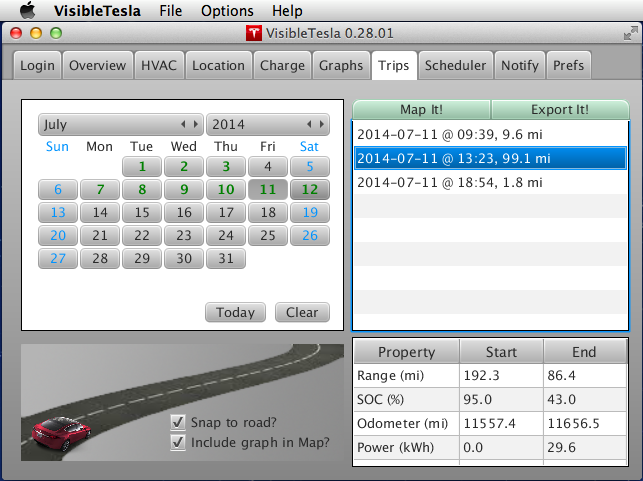 VisibleTesla File Options Help
VisibleTesla 0.28.01
Login Overview HVAC Location Charge Graphs Trips Scheduler Notify Prefs
July 2014
Sun Mon Tue Wed Thu Fri Sat
1 2 3 4 5
6 7 8 9 10 11 12
13 14 15 16 17 18 19
20 21 22 23 24 25 26
27 28 29 30 31
Today Clear
Map It! Export It!
2014-07-11 @ 09:39, 9.6 mi
2014-07-11 @ 13:23, 99.1 mi
2014-07-11 @ 18:54, 1.8 mi
Snap to road?
Include graph in Map?
Property Start End
Range (mi) 192.3 86.4
SOC (%) 95.0 43.0
Odometer (mi) 11557.4 11656.5
Power (kWh) 0.0 29.6